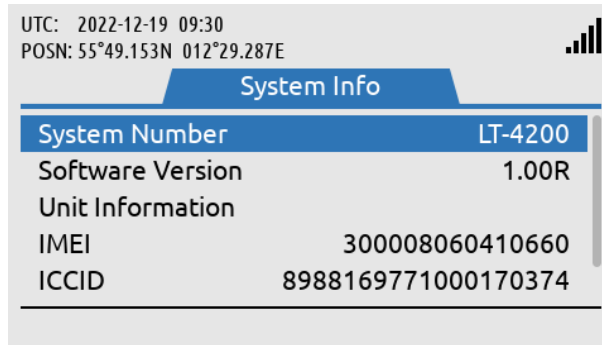 UTC: 2022-12-19 09:30
POSN: 55°49.153N 012°29.287E
System Info
System Number LT-4200
Software Version 1.00R
Unit Information
IMEI 300008060410660
ICCID 8988169771000170374